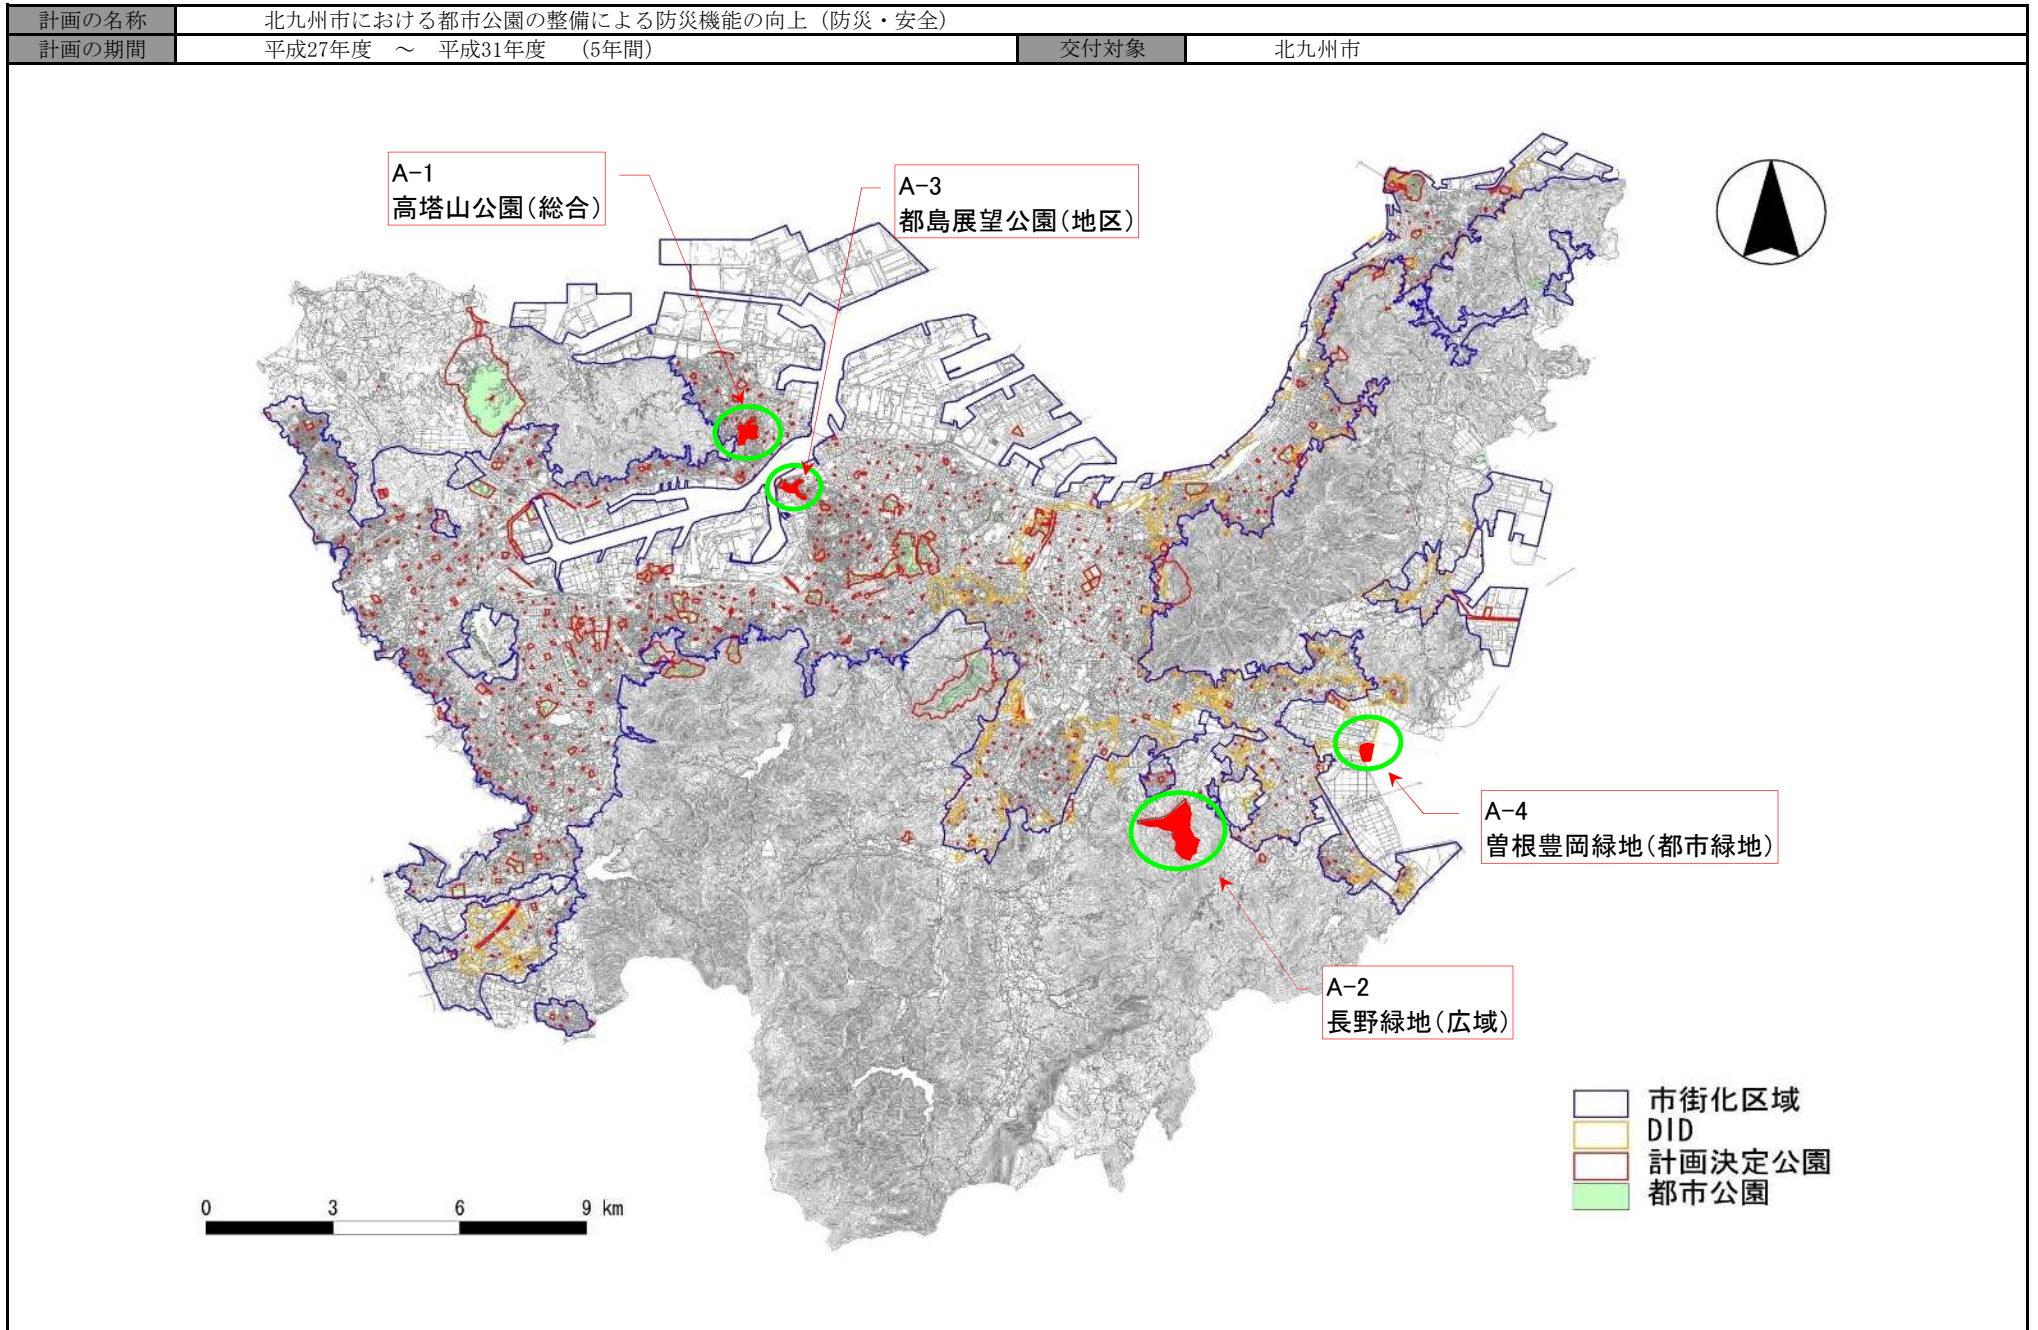 計画の名称 北九州市における都市公園の整備による防災機能の向上（防災・安全）
計画の期間 平成27年度 ～ 平成31年度 （5年間） 交付対象 北九州市
A-1
高塔山公園(総合)
A-3
都島展望公園(地区)
A-4
曽根豊岡緑地(都市緑地)
A-2
長野緑地(広域)
市街化区域
DID
計画決定公園
都市公園
0 3 6 9 km